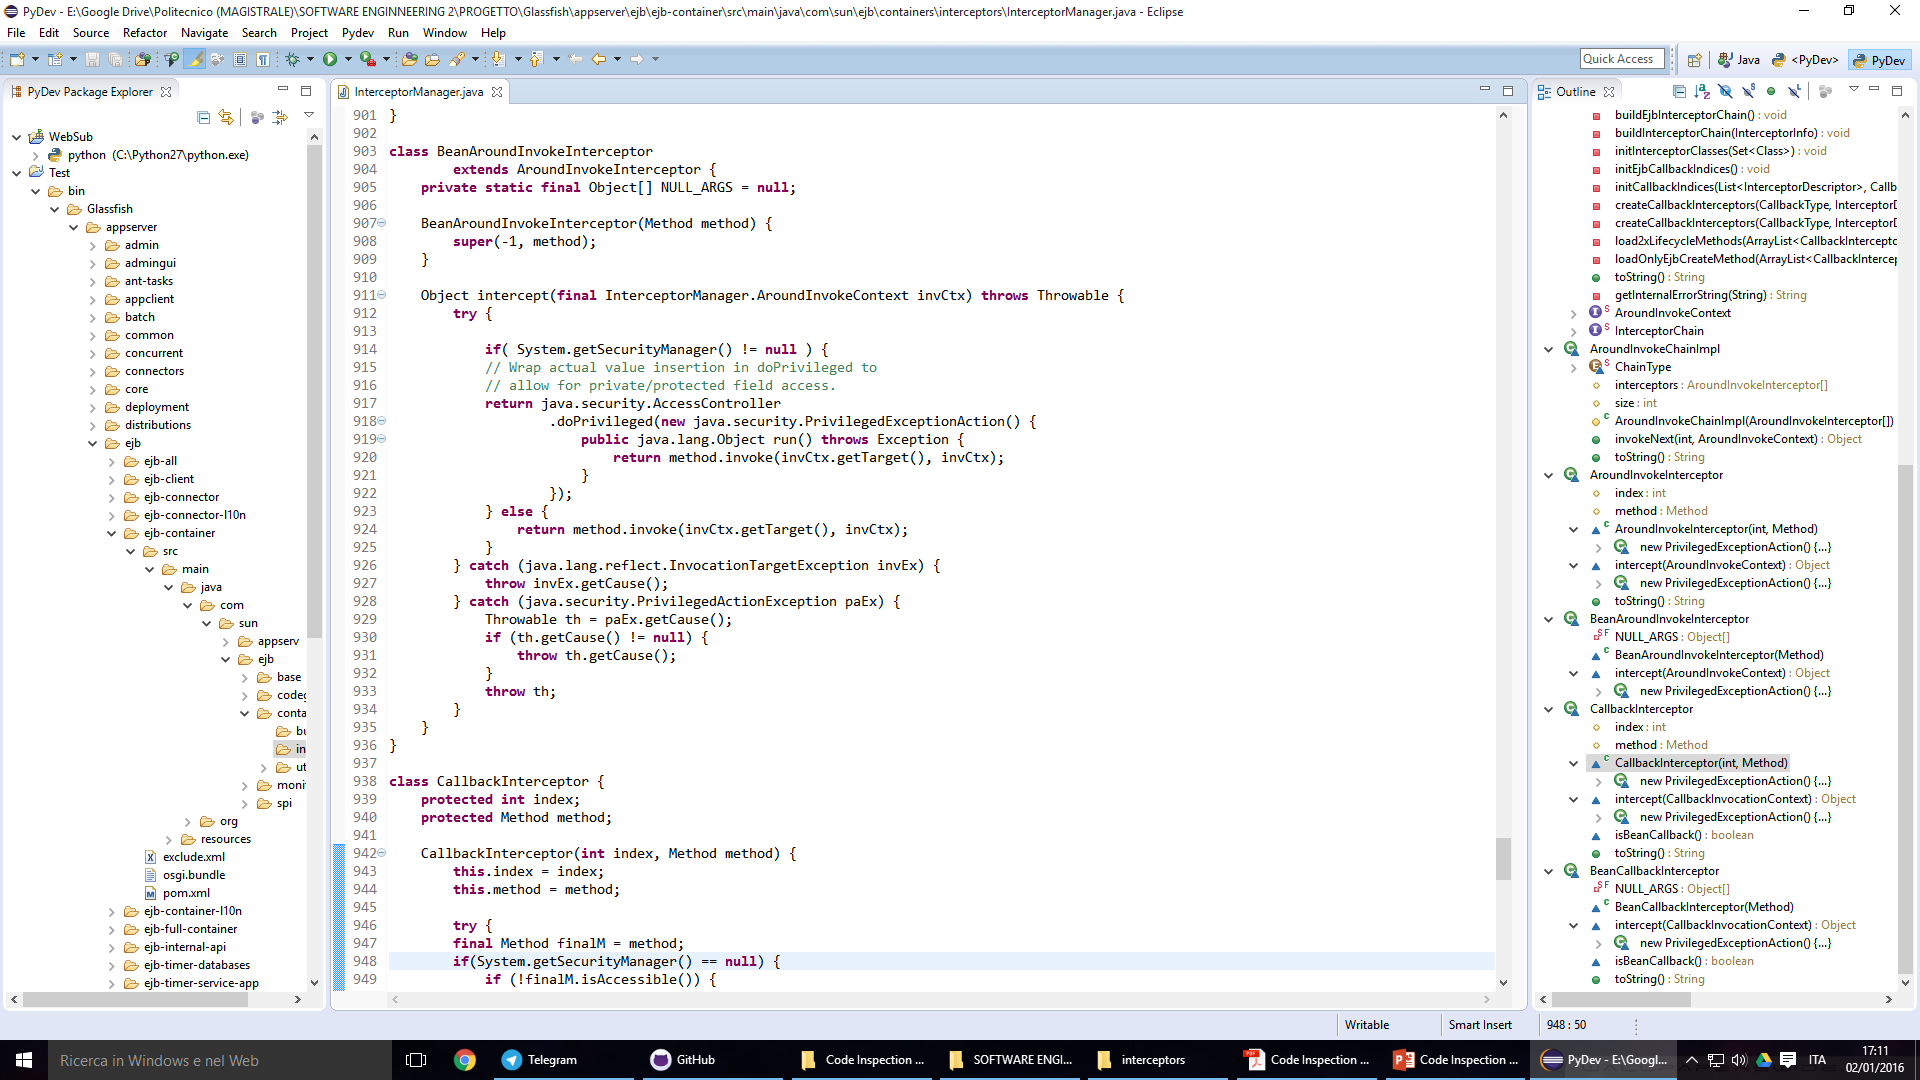 PyDev - E:\Google Drive\Politecnico (MAGISTRALE)\SOFTWARE ENGINNEERING 2\PROGETTO\Glassfish\appserver\ejb\ejb-container\src\main\java\com\sun\ejb\containers\interceptors\InterceptorManager.java - Eclipse
File Edit Source Refactor Navigate Search Project Pydev Run Window Help
Quick Access
Java
<PyDev>
PyDev
PyDev Package Explorer
WebSub
python (C:\Python27\python.exe)
Test
bin
Glassfish
appserver
admin
admingui
ant-tasks
appclient
batch
common
concurrent
connectors
core
deployment
distributions
ejb
ejb-all
ejb-client
ejb-connector
ejb-connector-l10n
ejb-container
src
main
java
com
sun
appserv
ejb
base
codeg
conta
bu
in
ut
moni
spi
org
resources
exclude.xml
osgi.bundle
pom.xml
ejb-container-l10n
ejb-full-container
ejb-internal-api
ejb-timer-databases
ejb-timer-service-app
InterceptorManager.java
901 }
902
903 class BeanAroundInvokeInterceptor
904         extends AroundInvokeInterceptor {
905     private static final Object[] NULL_ARGS = null;
906
907     BeanAroundInvokeInterceptor(Method method) {
908         super(-1, method);
909     }
910
911     Object intercept(final InterceptorManager.AroundInvokeContext invCtx) throws Throwable {
912         try {
913
914             if( System.getSecurityManager() != null ) {
915             // Wrap actual value insertion in doPrivileged to
916             // allow for private/protected field access.
917             return java.security.AccessController
918                     .doPrivileged(new java.security.PrivilegedExceptionAction() {
919                         public java.lang.Object run() throws Exception {
920                             return method.invoke(invCtx.getTarget(), invCtx);
921                         }
922                     });
923             } else {
924                 return method.invoke(invCtx.getTarget(), invCtx);
925             }
926         } catch (java.lang.reflect.InvocationTargetException invEx) {
927             throw invEx.getCause();
928         } catch (java.security.PrivilegedActionException paEx) {
929             Throwable th = paEx.getCause();
930             if (th.getCause() != null) {
931                 throw th.getCause();
932             }
933             throw th;
934         }
935     }
936 }
937
938 class CallbackInterceptor {
939     protected int index;
940     protected Method method;
941
942     CallbackInterceptor(int index, Method method) {
943         this.index = index;
944         this.method = method;
945
946         try {
947         final Method finalM = method;
948         if(System.getSecurityManager() == null) {
949             if (!finalM.isAccessible()) {
Outline
buildEjbInterceptorChain() : void
buildInterceptorChain(InterceptorInfo) : void
initInterceptorClasses(Set<Class>) : void
initEjbCallbackIndices() : void
initCallbackIndices(List<InterceptorDescriptor>, Callb
createCallbackInterceptors(CallbackType, InterceptorD
createCallbackInterceptors(CallbackType, InterceptorD
load2xLifecycleMethods(ArrayList<CallbackIntercepto
loadOnlyEjbCreateMethod(ArrayList<CallbackIntercep
toString() : String
getInternalErrorString(String) : String
AroundInvokeContext
InterceptorChain
AroundInvokeChainImpl
ChainType
interceptors : AroundInvokeInterceptor[]
size : int
AroundInvokeChainImpl(AroundInvokeInterceptor[])
invokeNext(int, AroundInvokeContext) : Object
toString() : String
AroundInvokeInterceptor
index : int
method : Method
AroundInvokeInterceptor(int, Method)
new PrivilegedExceptionAction() {...}
intercept(AroundInvokeContext) : Object
new PrivilegedExceptionAction() {...}
toString() : String
BeanAroundInvokeInterceptor
NULL_ARGS : Object[]
BeanAroundInvokeInterceptor(Method)
intercept(AroundInvokeContext) : Object
new PrivilegedExceptionAction() {...}
CallbackInterceptor
index : int
method : Method
CallbackInterceptor(int, Method)
new PrivilegedExceptionAction() {...}
intercept(CallbackInvocationContext) : Object
new PrivilegedExceptionAction() {...}
isBeanCallback() : boolean
toString() : String
BeanCallbackInterceptor
NULL_ARGS : Object[]
BeanCallbackInterceptor(Method)
intercept(CallbackInvocationContext) : Object
new PrivilegedExceptionAction() {...}
isBeanCallback() : boolean
toString() : String
Writable
Smart Insert
948 : 50
Ricerca in Windows e nel Web
Telegram
GitHub
Code Inspection ...
SOFTWARE ENGI...
interceptors
Code Inspection ...
Code Inspection ...
PyDev - E:\Googl...
ITA
17:11
02/01/2016